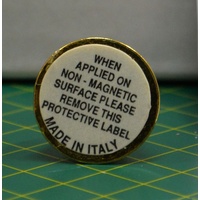 WHEN
APPLIED ON
NON - MAGNETIC
SURFACE PLEASE
REMOVE THIS
PROTECTIVE LABEL
MADE IN ITALY